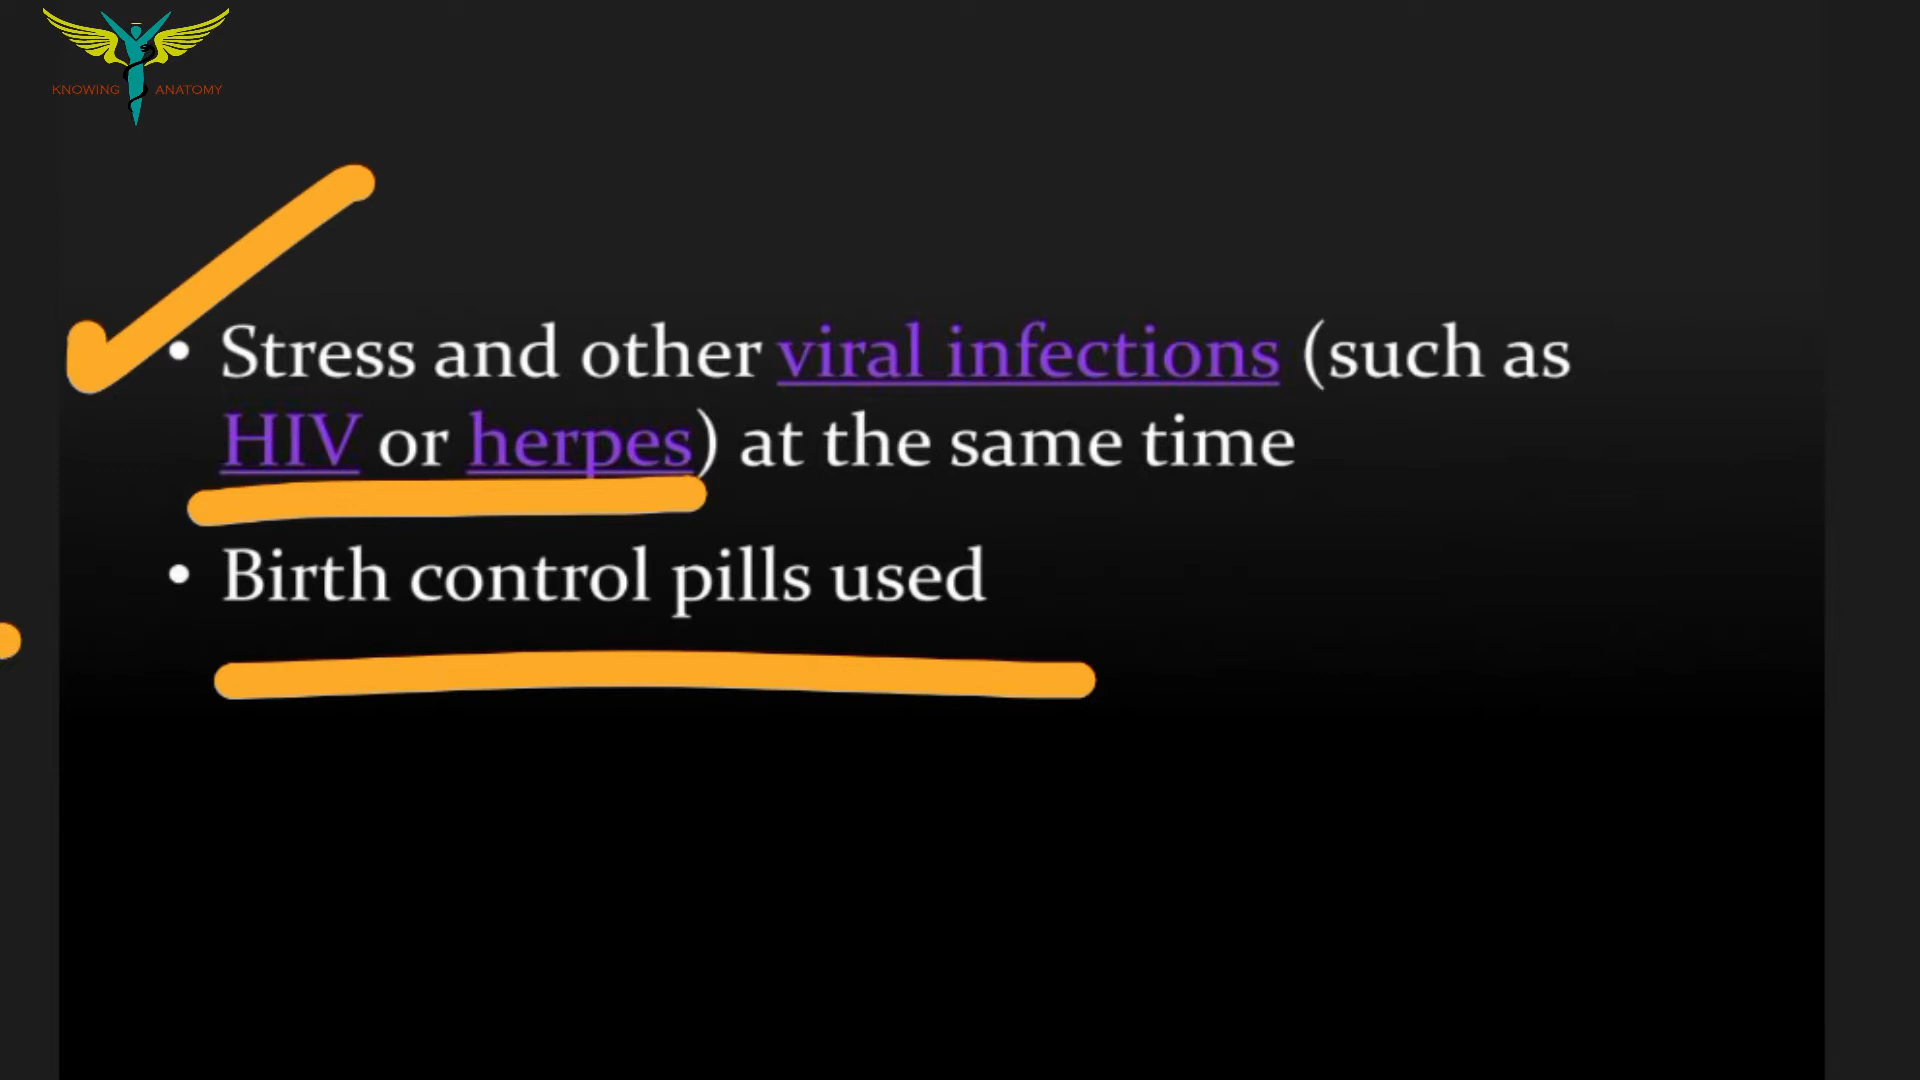 KNOWING ANATOMY
• Stress and other viral infections (such as
HIV or herpes) at the same time
• Birth control pills used